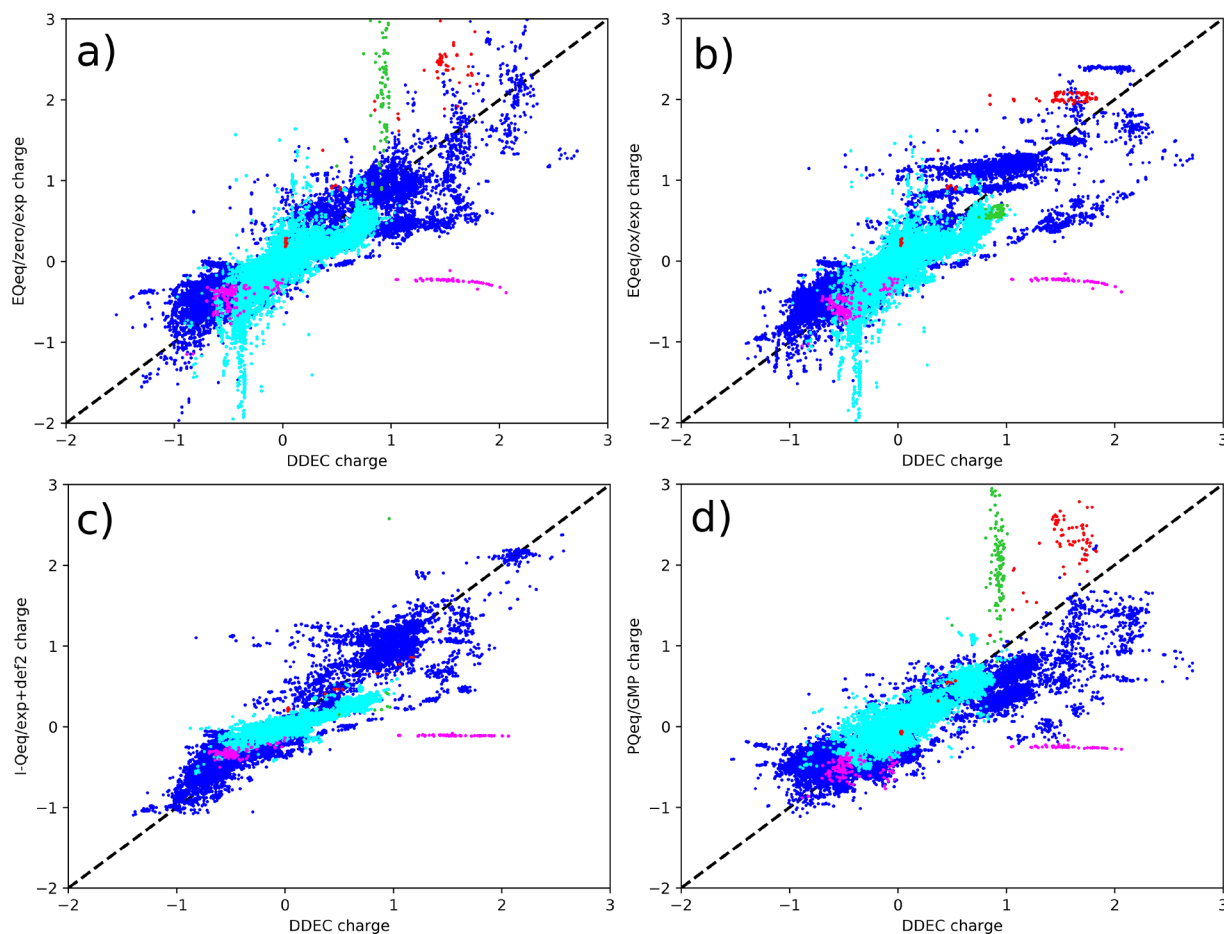 a)
3
2
1
0
−1
−2
−2 −1 0 1 2 3
EQeq/zero/exp charge
DDEC charge
b)
3
2
1
0
−1
−2
−2 −1 0 1 2 3
EQeq/ox/exp charge
DDEC charge
c)
3
2
1
0
−1
−2
−2 −1 0 1 2 3
I-Qeq/exp+def2 charge
DDEC charge
d)
3
2
1
0
−1
−2
−2 −1 0 1 2 3
PQeq/GMP charge
DDEC charge